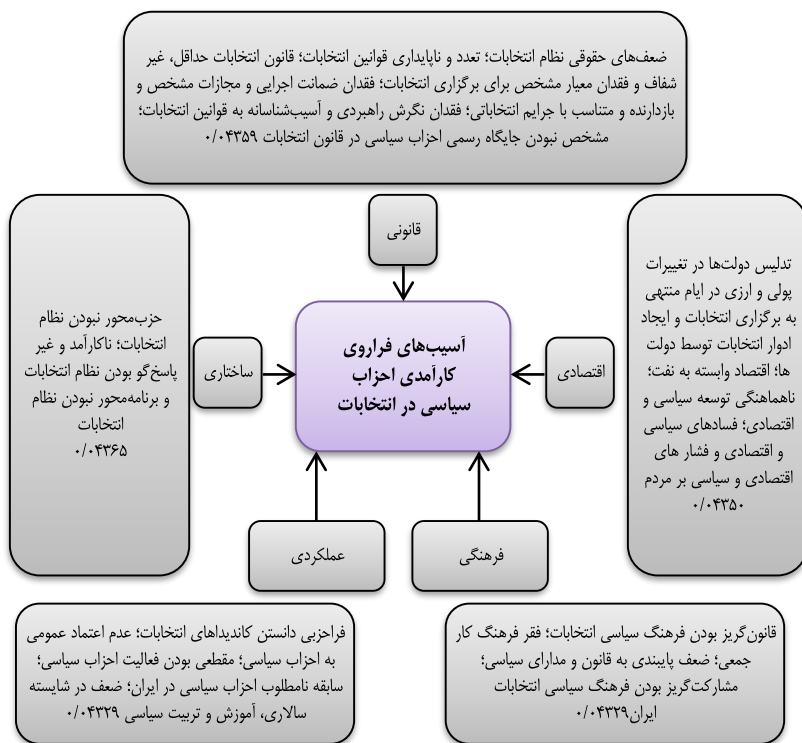 ضعف‌های حقوقی نظام انتخابات؛ تعدد و ناپایداری قوانین انتخابات؛ قانون انتخابات حداقل، غیر
شفاف و فقدان معیار مشخص برای برگزاری انتخابات؛ فقدان ضمانت اجرایی و مجازات مشخص و
بازدارنده و متناسب با جرایم انتخاباتی؛ فقدان نگرش راهبردی و آسیب‌شناسانه به قوانین انتخابات؛
مشخص نبودن جایگاه رسمی احزاب سیاسی در قانون انتخابات ۰/۰۴۳۵۹
قانونی
تدلیس دولت‌ها در تغییرات
پولی و ارزی در ایام منتهی
به برگزاری انتخابات و ایجاد
ادوار انتخابات توسط دولت
ها؛ اقتصاد وابسته به نفت؛
ناهماهنگی توسعه سیاسی و
اقتصادی؛ فسادهای سیاسی
و اقتصادی و فشار های
اقتصادی و سیاسی بر مردم
۰/۰۴۳۵۰
اقتصادی
آسیب‌های فراروی
کارآمدی احزاب
سیاسی در انتخابات
ساختاری
حزب‌محور نبودن نظام
انتخابات؛ ناکارآمد و غیر
پاسخ‌گو بودن نظام انتخابات
و برنامه‌محور نبودن نظام
انتخابات
۰/۰۴۳۶۵
فرهنگی
عملکردی
قانون‌گریز بودن فرهنگ سیاسی انتخابات؛ فقر فرهنگ کار
جمعی؛ ضعف پایبندی به قانون و مدارای سیاسی؛
مشارکت‌گریز بودن فرهنگ سیاسی انتخابات
ایران۰/۰۴۳۲۹
فراحزبی دانستن کاندیداهای انتخابات؛ عدم اعتماد عمومی
به احزاب سیاسی؛ مقطعی بودن فعالیت احزاب سیاسی؛
سابقه نامطلوب احزاب سیاسی در ایران؛ ضعف در شایسته
سالاری، آموزش و تربیت سیاسی ۰/۰۴۳۲۹